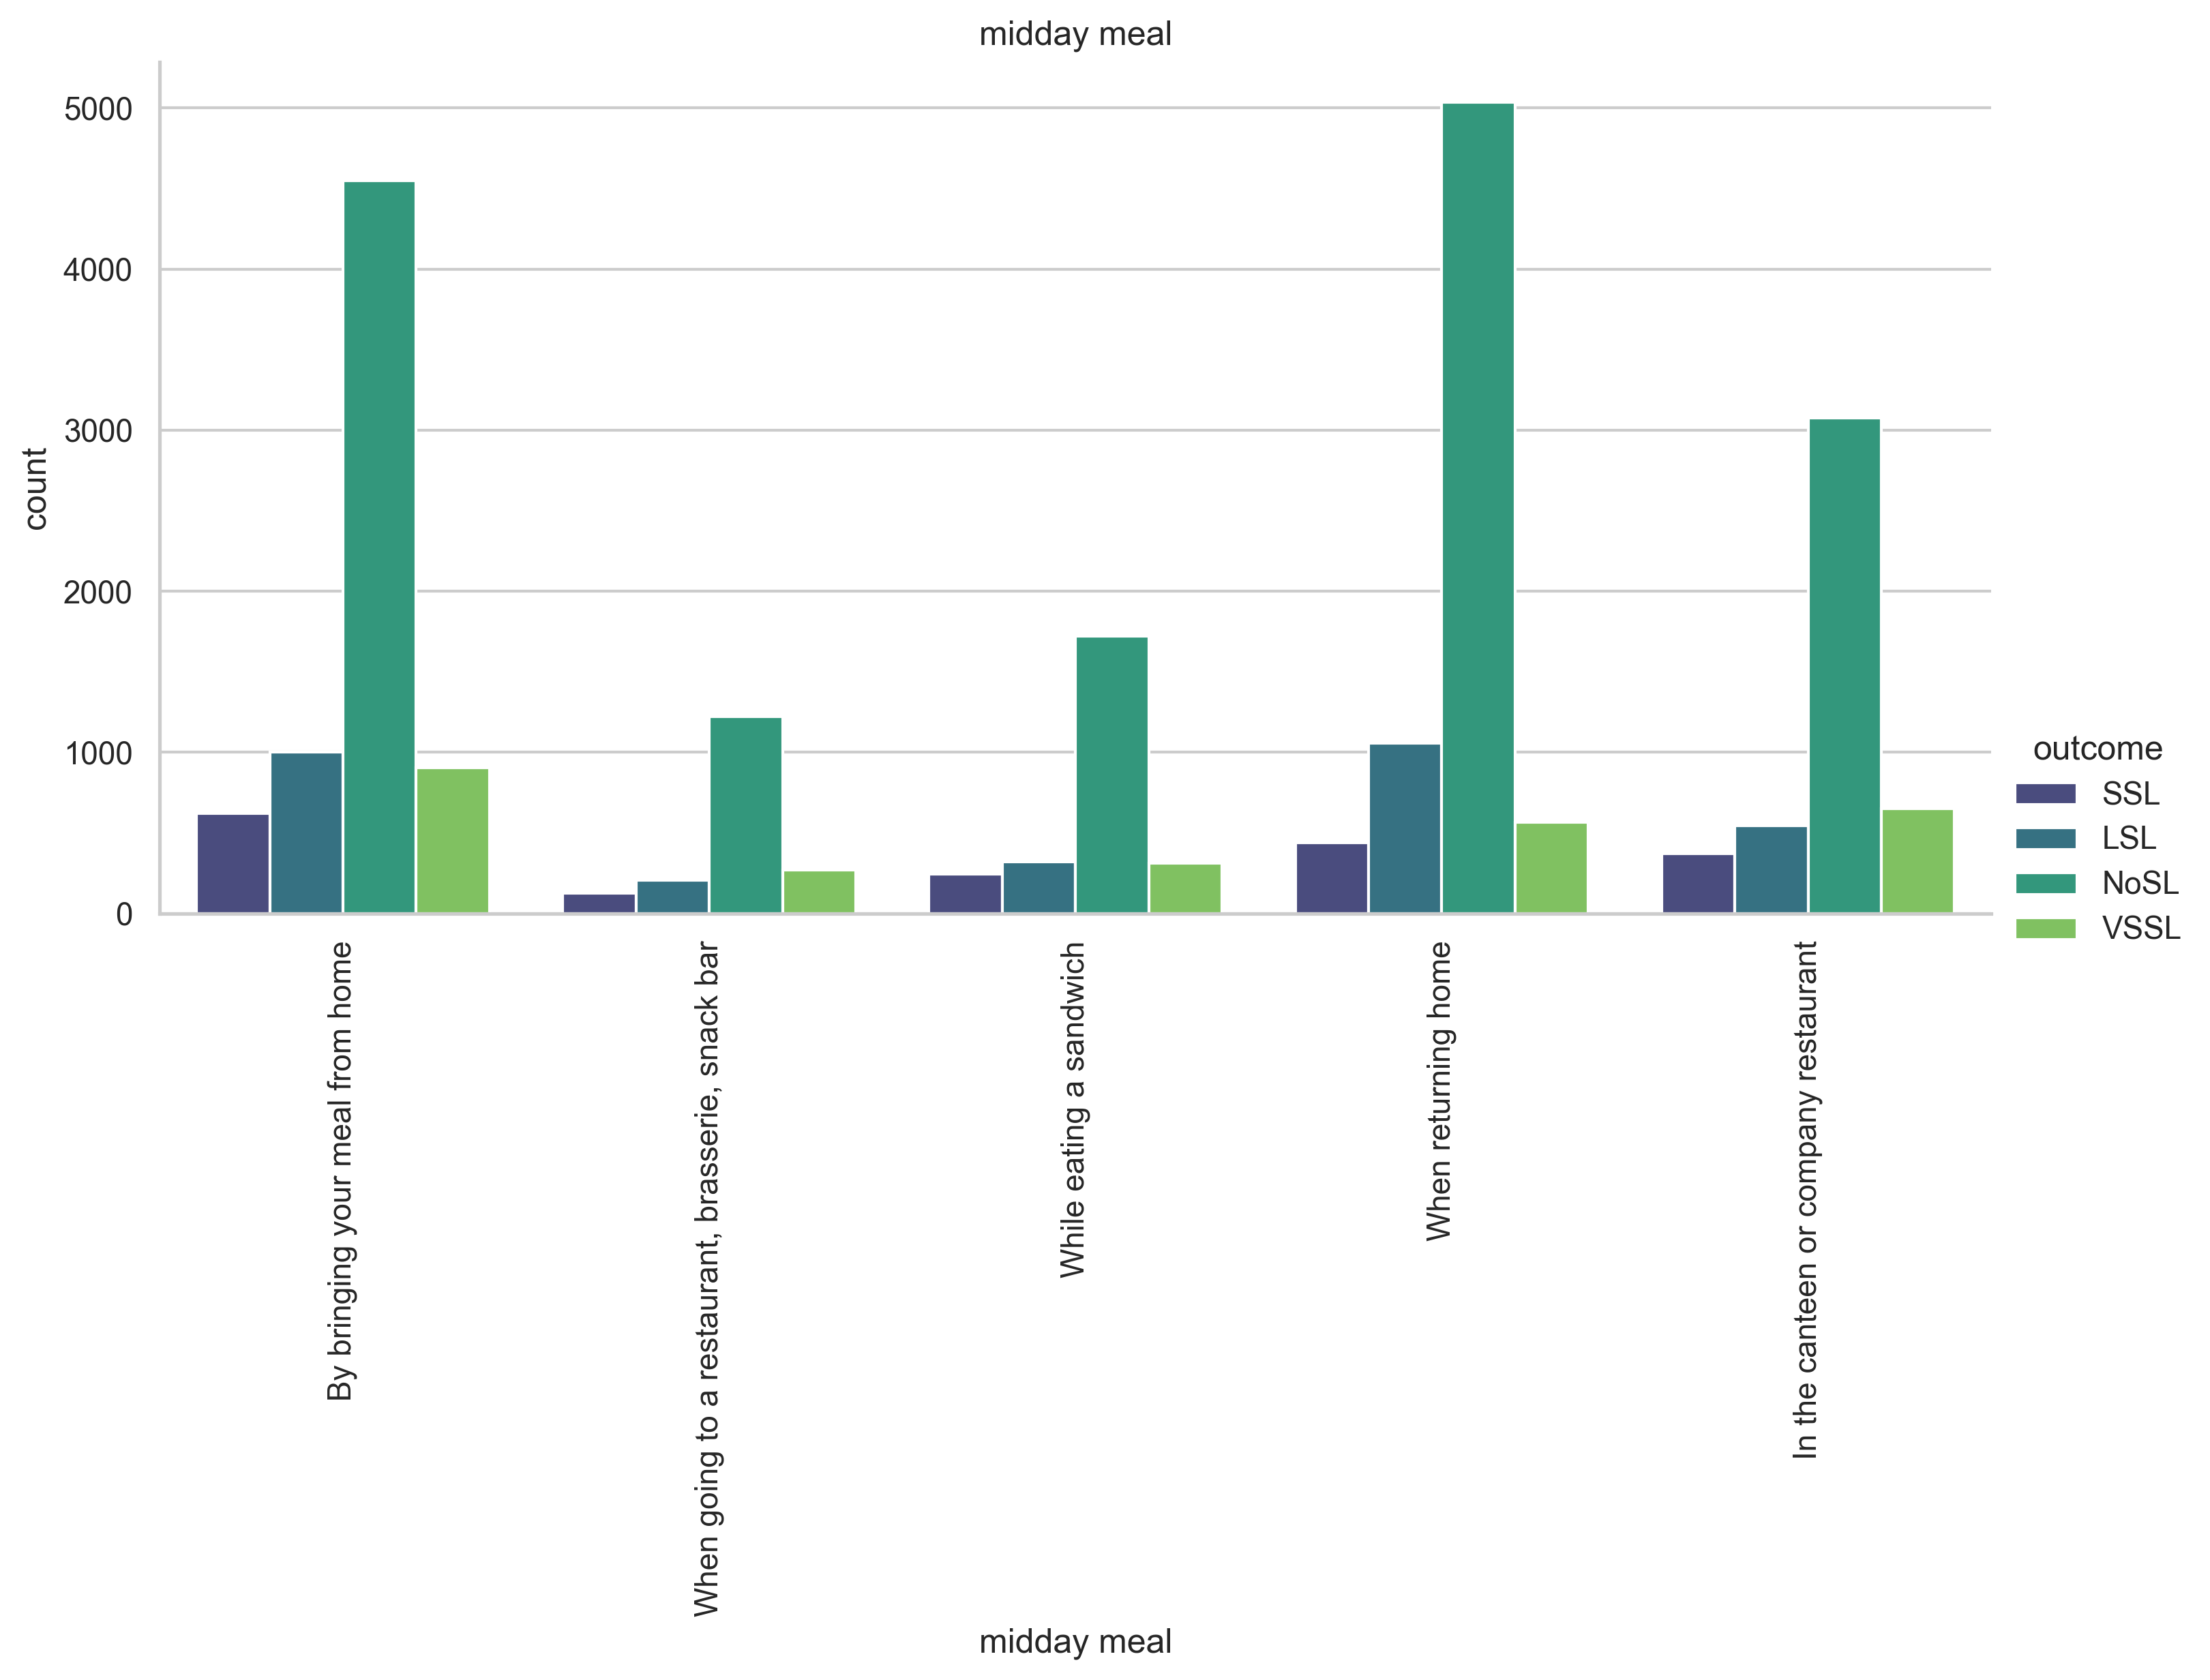 midday meal
5000
4000
3000
2000
1000
0
count
By bringing your meal from home
When going to a restaurant, brasserie, snack bar
While eating a sandwich
When returning home
In the canteen or company restaurant
midday meal
outcome
SSL
LSL
NoSL
VSSL